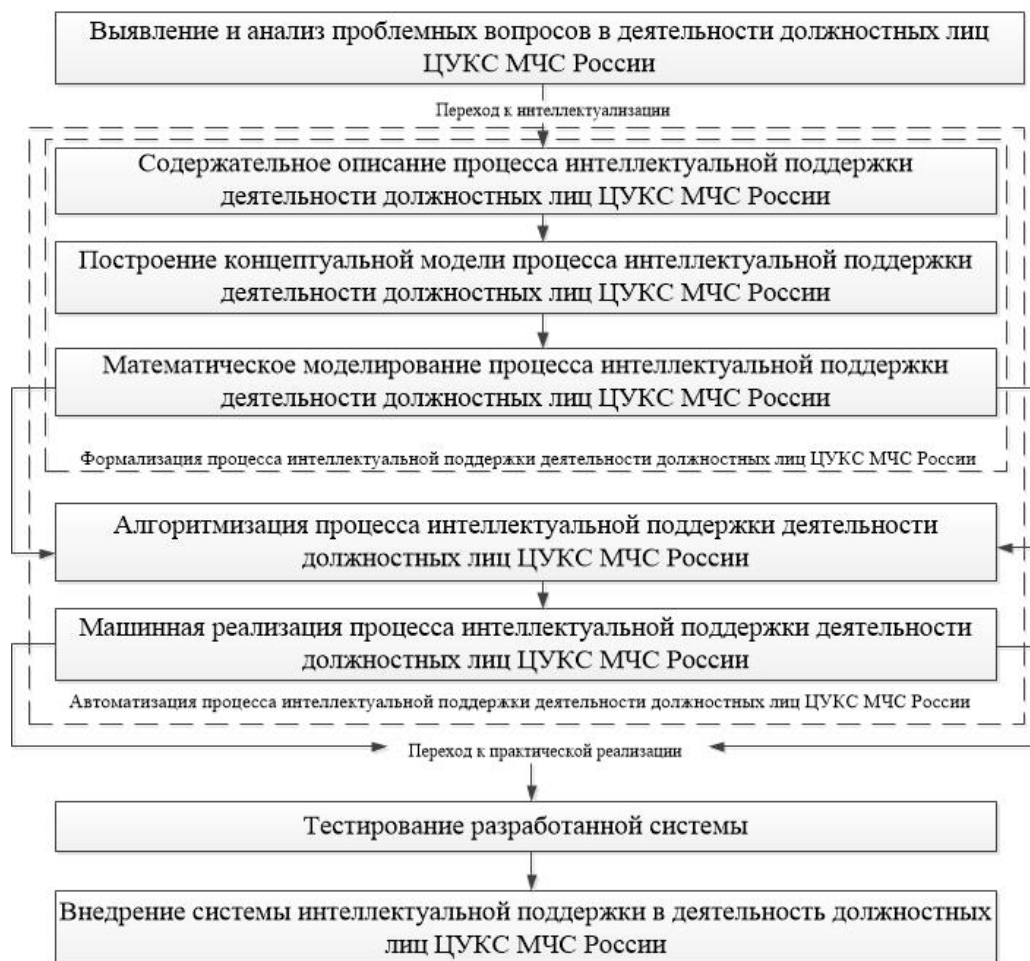 Выявление и анализ проблемных вопросов в деятельности должностных лиц
ЦУКС МЧС России
Переход к интеллектуализации
Содержательное описание процесса интеллектуальной поддержки
деятельности должностных лиц ЦУКС МЧС России
Построение концептуальной модели процесса интеллектуальной поддержки
деятельности должностных лиц ЦУКС МЧС России
Математическое моделирование процесса интеллектуальной поддержки
деятельности должностных лиц ЦУКС МЧС России
Формализация процесса интеллектуальной поддержки деятельности должностных лиц ЦУКС МЧС России
Алгоритмизация процесса интеллектуальной поддержки деятельности
должностных лиц ЦУКС МЧС России
Машинная реализация процесса интеллектуальной поддержки деятельности
должностных лиц ЦУКС МЧС России
Автоматизация процесса интеллектуальной поддержки деятельности должностных лиц ЦУКС МЧС России
Переход к практической реализации
Тестирование разработанной системы
Внедрение системы интеллектуальной поддержки в деятельность должностных
лиц ЦУКС МЧС России